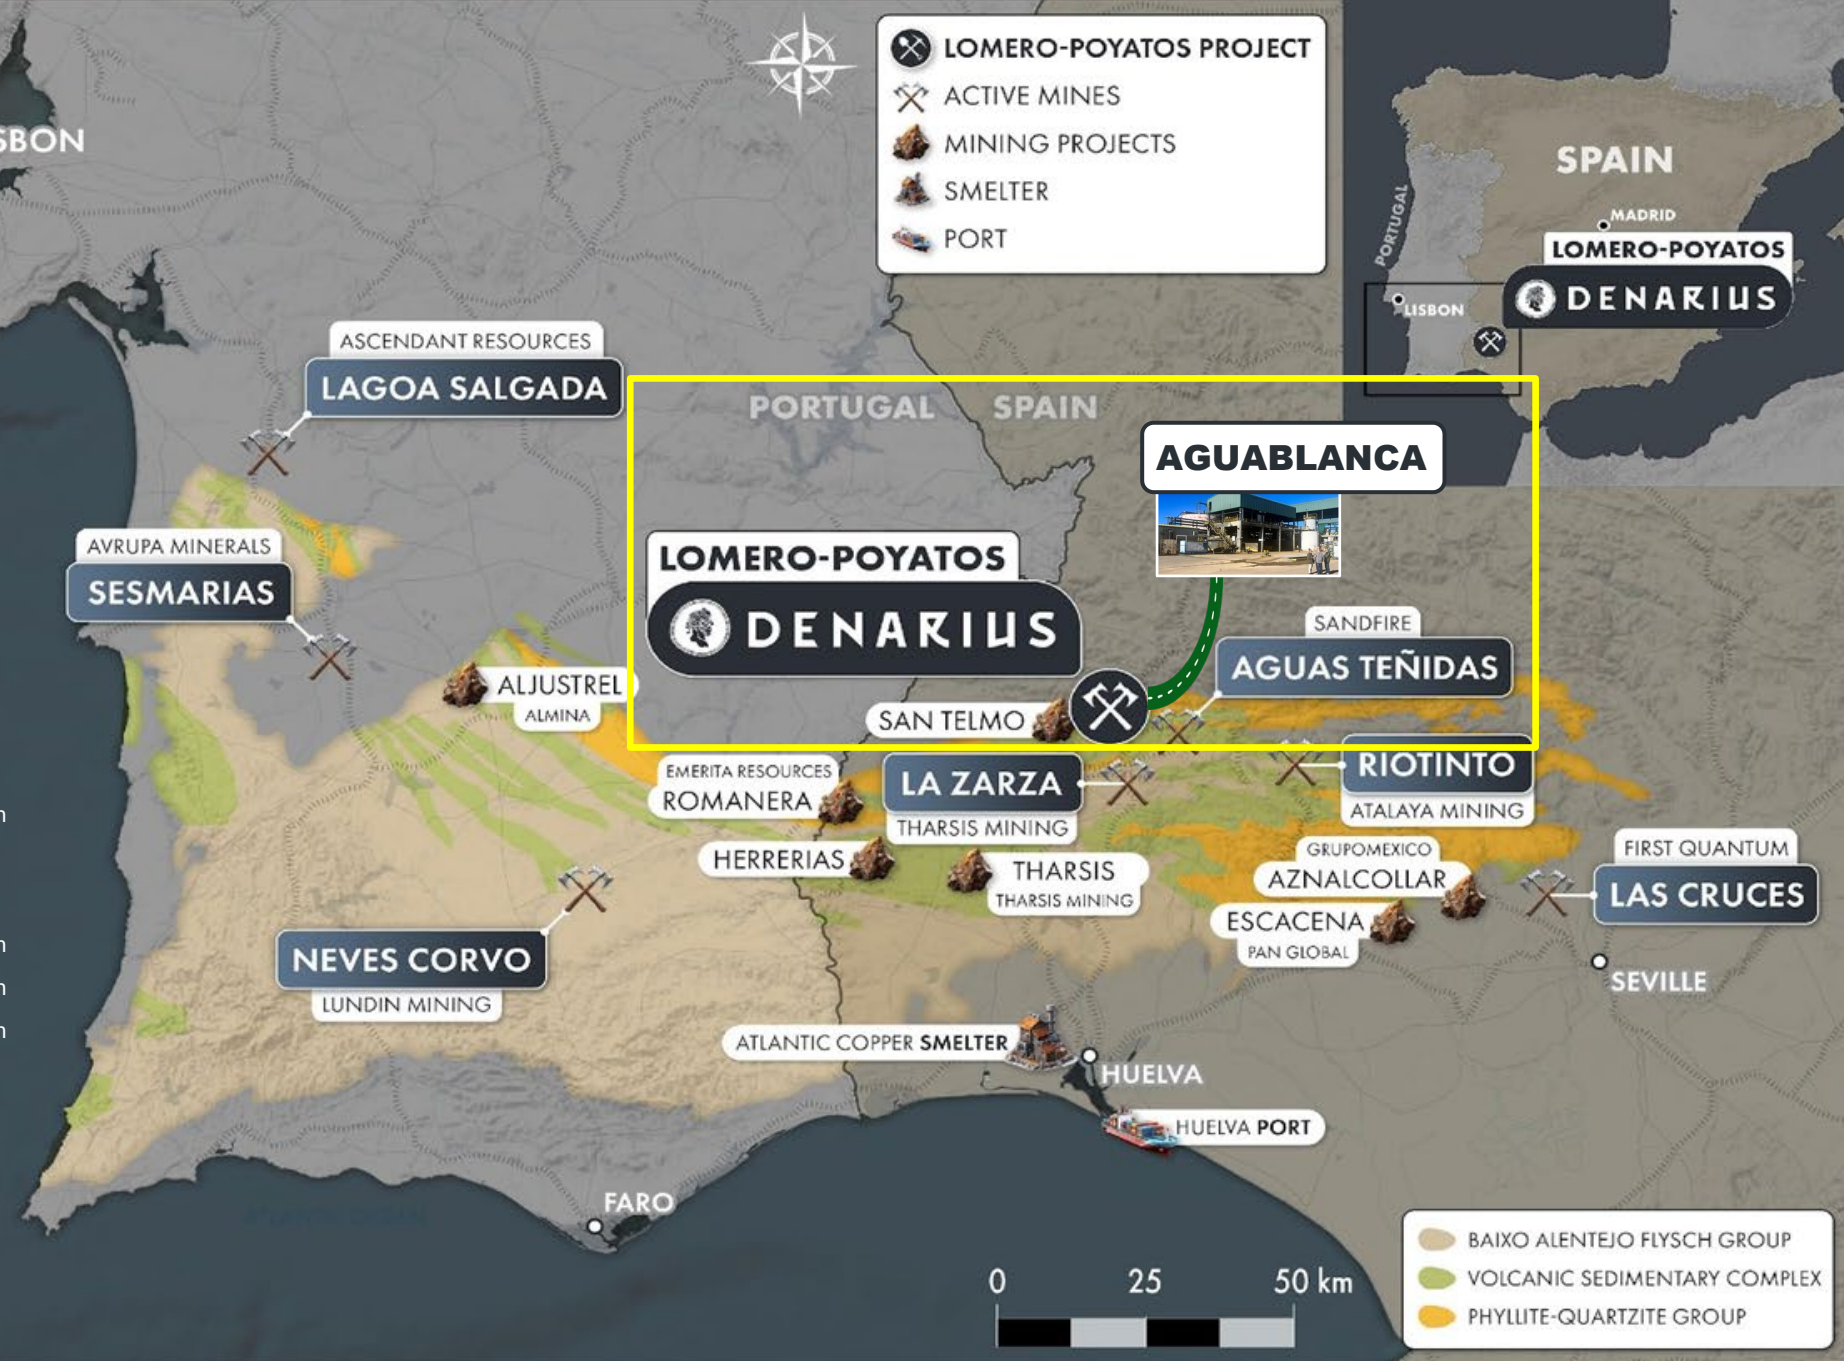 LOMERO-POYATOS PROJECT
ACTIVE MINES
MINING PROJECTS
SMELTER
PORT
SPAIN
MADRID
PORTUGAL
LOMERO-POYATOS
DENARIUS
LISBON
SBON
ASCENDANT RESOURCES
LAGOA SALGADA
PORTUGAL
SPAIN
AGUABLANCA
AVRUPA MINERALS
SESMARIAS
LOMERO-POYATOS
DENARIUS
SANDFIRE
AGUAS TEÑIDAS
ALJUSTREL
ALMINA
SAN TELMO
EMERITA RESOURCES
ROMANERA
LA ZARZA
THARSIS MINING
RIOTINTO
ATALAYA MINING
HERRERIAS
THARSIS
THARSIS MINING
GRUPOMEXICO
AZNALCOLLAR
ESCACENA
PAN GLOBAL
FIRST QUANTUM
LAS CRUCES
SEVILLE
NEVES CORVO
LUNDIN MINING
ATLANTIC COPPER SMELTER
HUELVA
HUELVA PORT
FARO
0 25 50 km
BAIXO ALENTEJO FLYSCH GROUP
VOLCANIC SEDIMENTARY COMPLEX
PHYLLITE-QUARTZITE GROUP